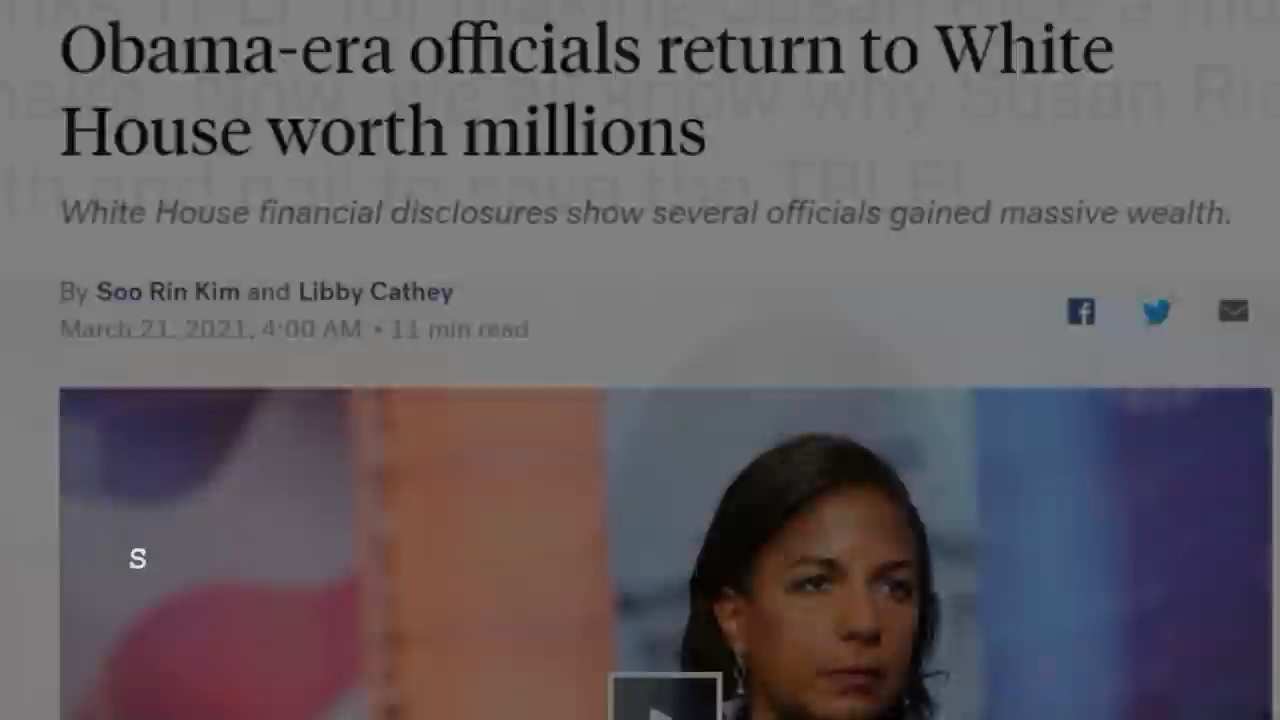 Obama-era officials return to White
House worth millions
White House financial disclosures show several officials gained massive wealth.
By Soo Rin Kim and Libby Cathey
March 21, 2021, 4:00 AM • 11 min read
S